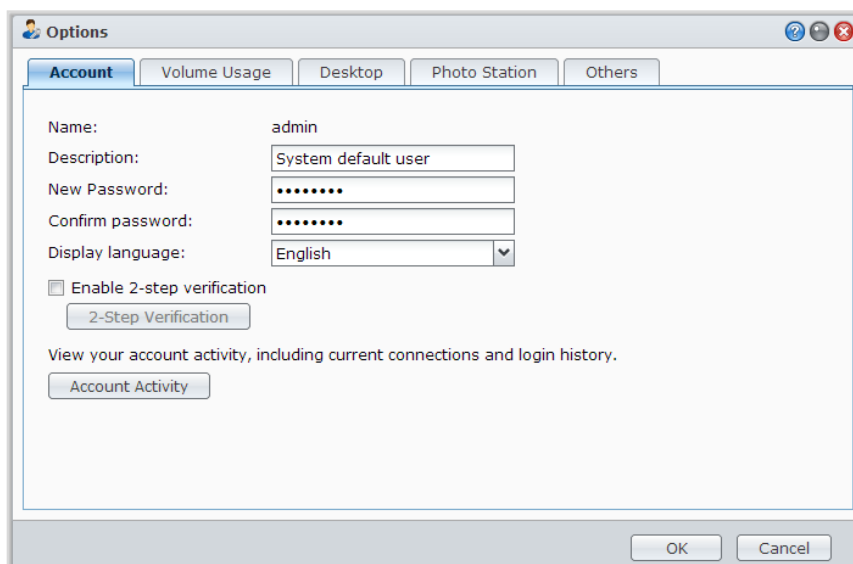 Options
Account Volume Usage Desktop Photo Station Others
Name: admin
Description: System default user
New Password: ••••••••
Confirm password: ••••••••
Display language: English
Enable 2-step verification
2-Step Verification
View your account activity, including current connections and login history.
Account Activity
OK Cancel